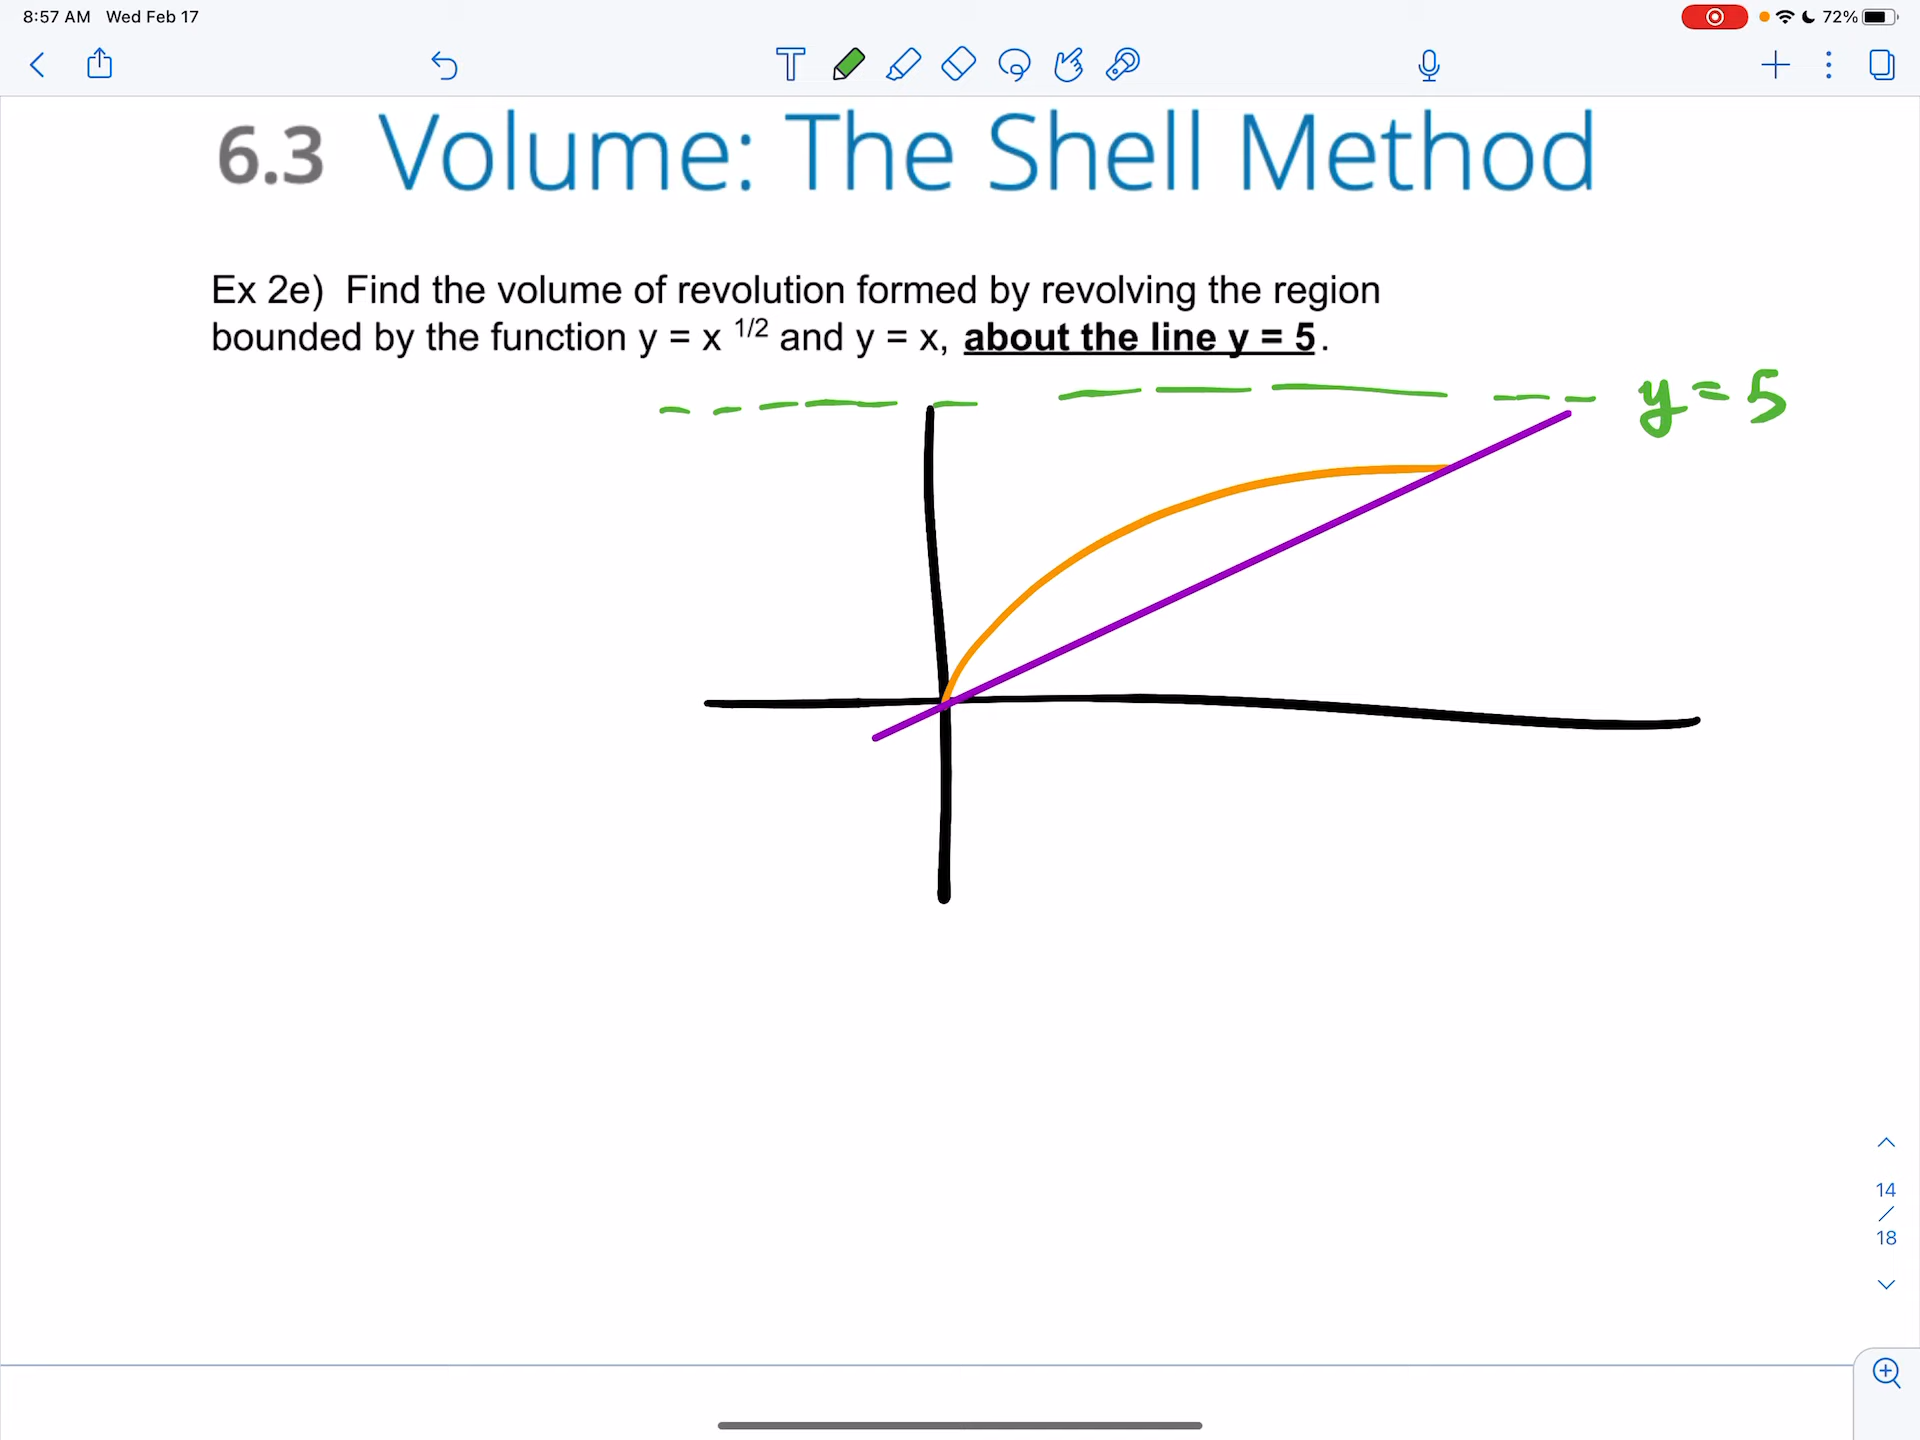 8:57 AM Wed Feb 17
72%
6.3 Volume: The Shell Method
Ex 2e) Find the volume of revolution formed by revolving the region
bounded by the function y = x 1/2 and y = x, about the line y = 5.
y = 5
14
/
18